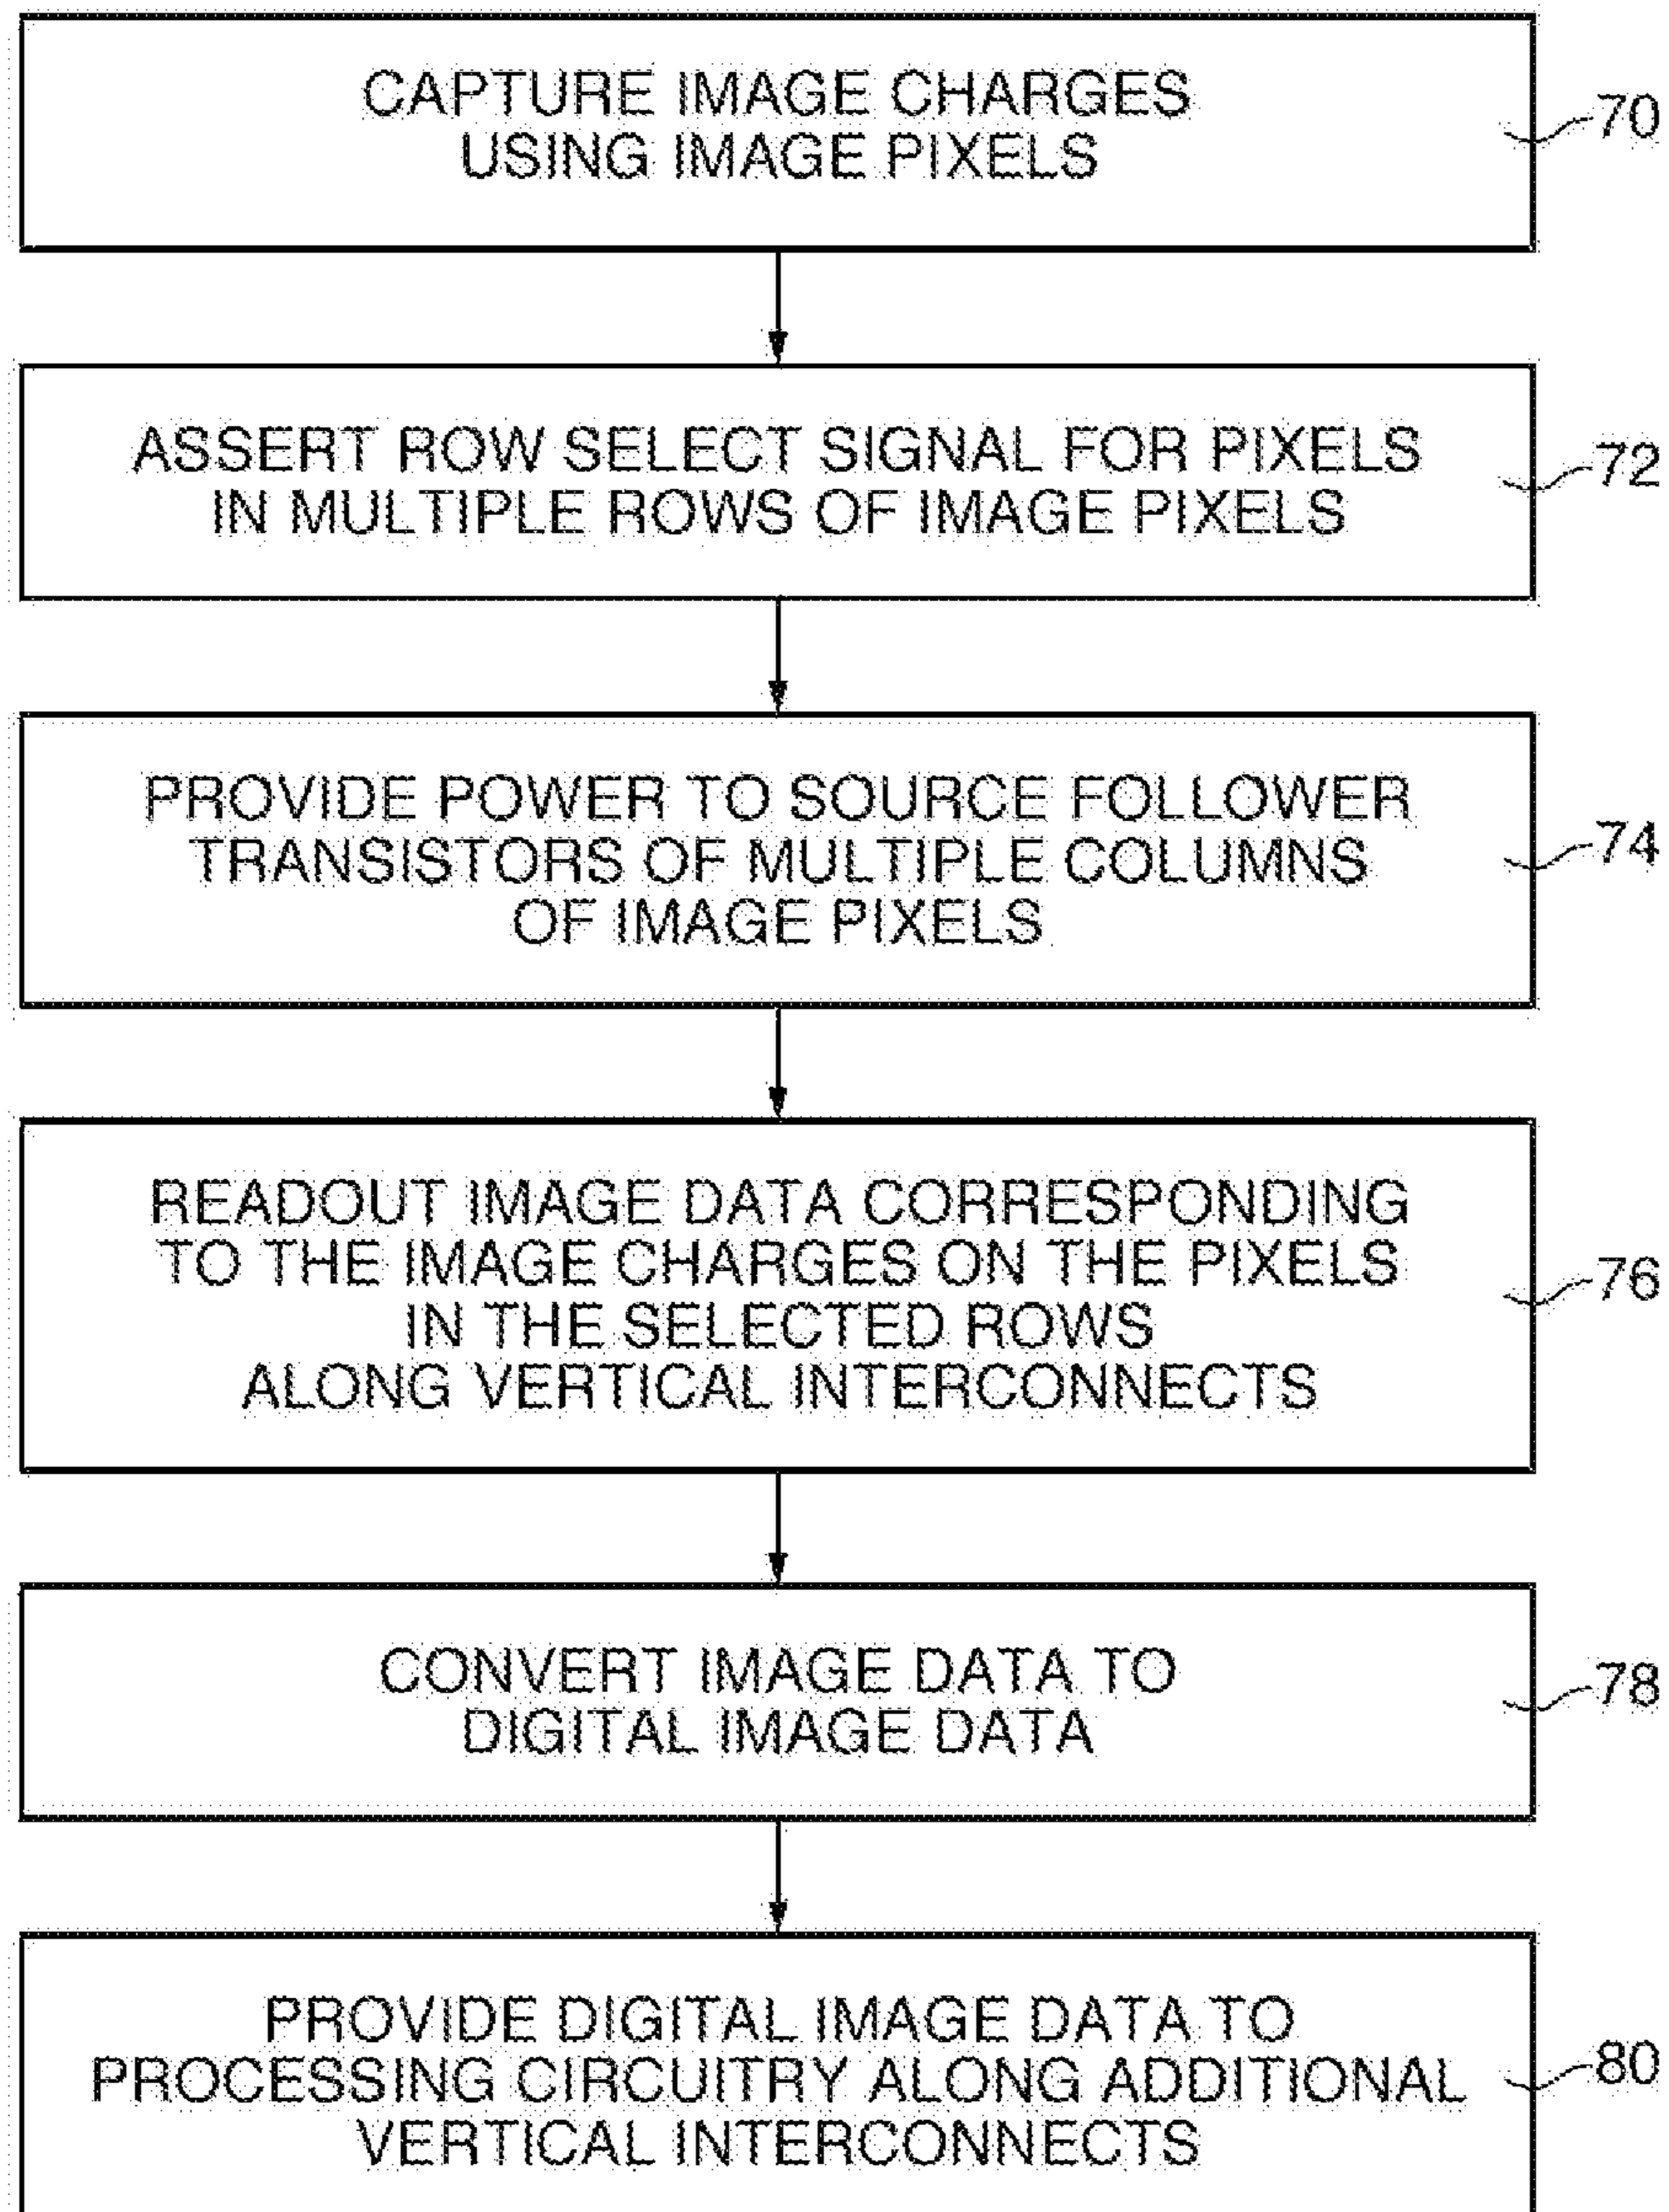 CAPTURE IMAGE CHARGES
USING IMAGE PIXELS
70
ASSERT ROW SELECT SIGNAL FOR PIXELS
IN MULTIPLE ROWS OF IMAGE PIXELS
72
PROVIDE POWER TO SOURCE FOLLOWER
TRANSISTORS OF MULTIPLE COLUMNS
OF IMAGE PIXELS
74
READOUT IMAGE DATA CORRESPONDING
TO THE IMAGE CHARGES ON THE PIXELS
IN THE SELECTED ROWS
ALONG VERTICAL INTERCONNECTS
76
CONVERT IMAGE DATA TO
DIGITAL IMAGE DATA
78
PROVIDE DIGITAL IMAGE DATA TO
PROCESSING CIRCUITRY ALONG ADDITIONAL
VERTICAL INTERCONNECTS
80